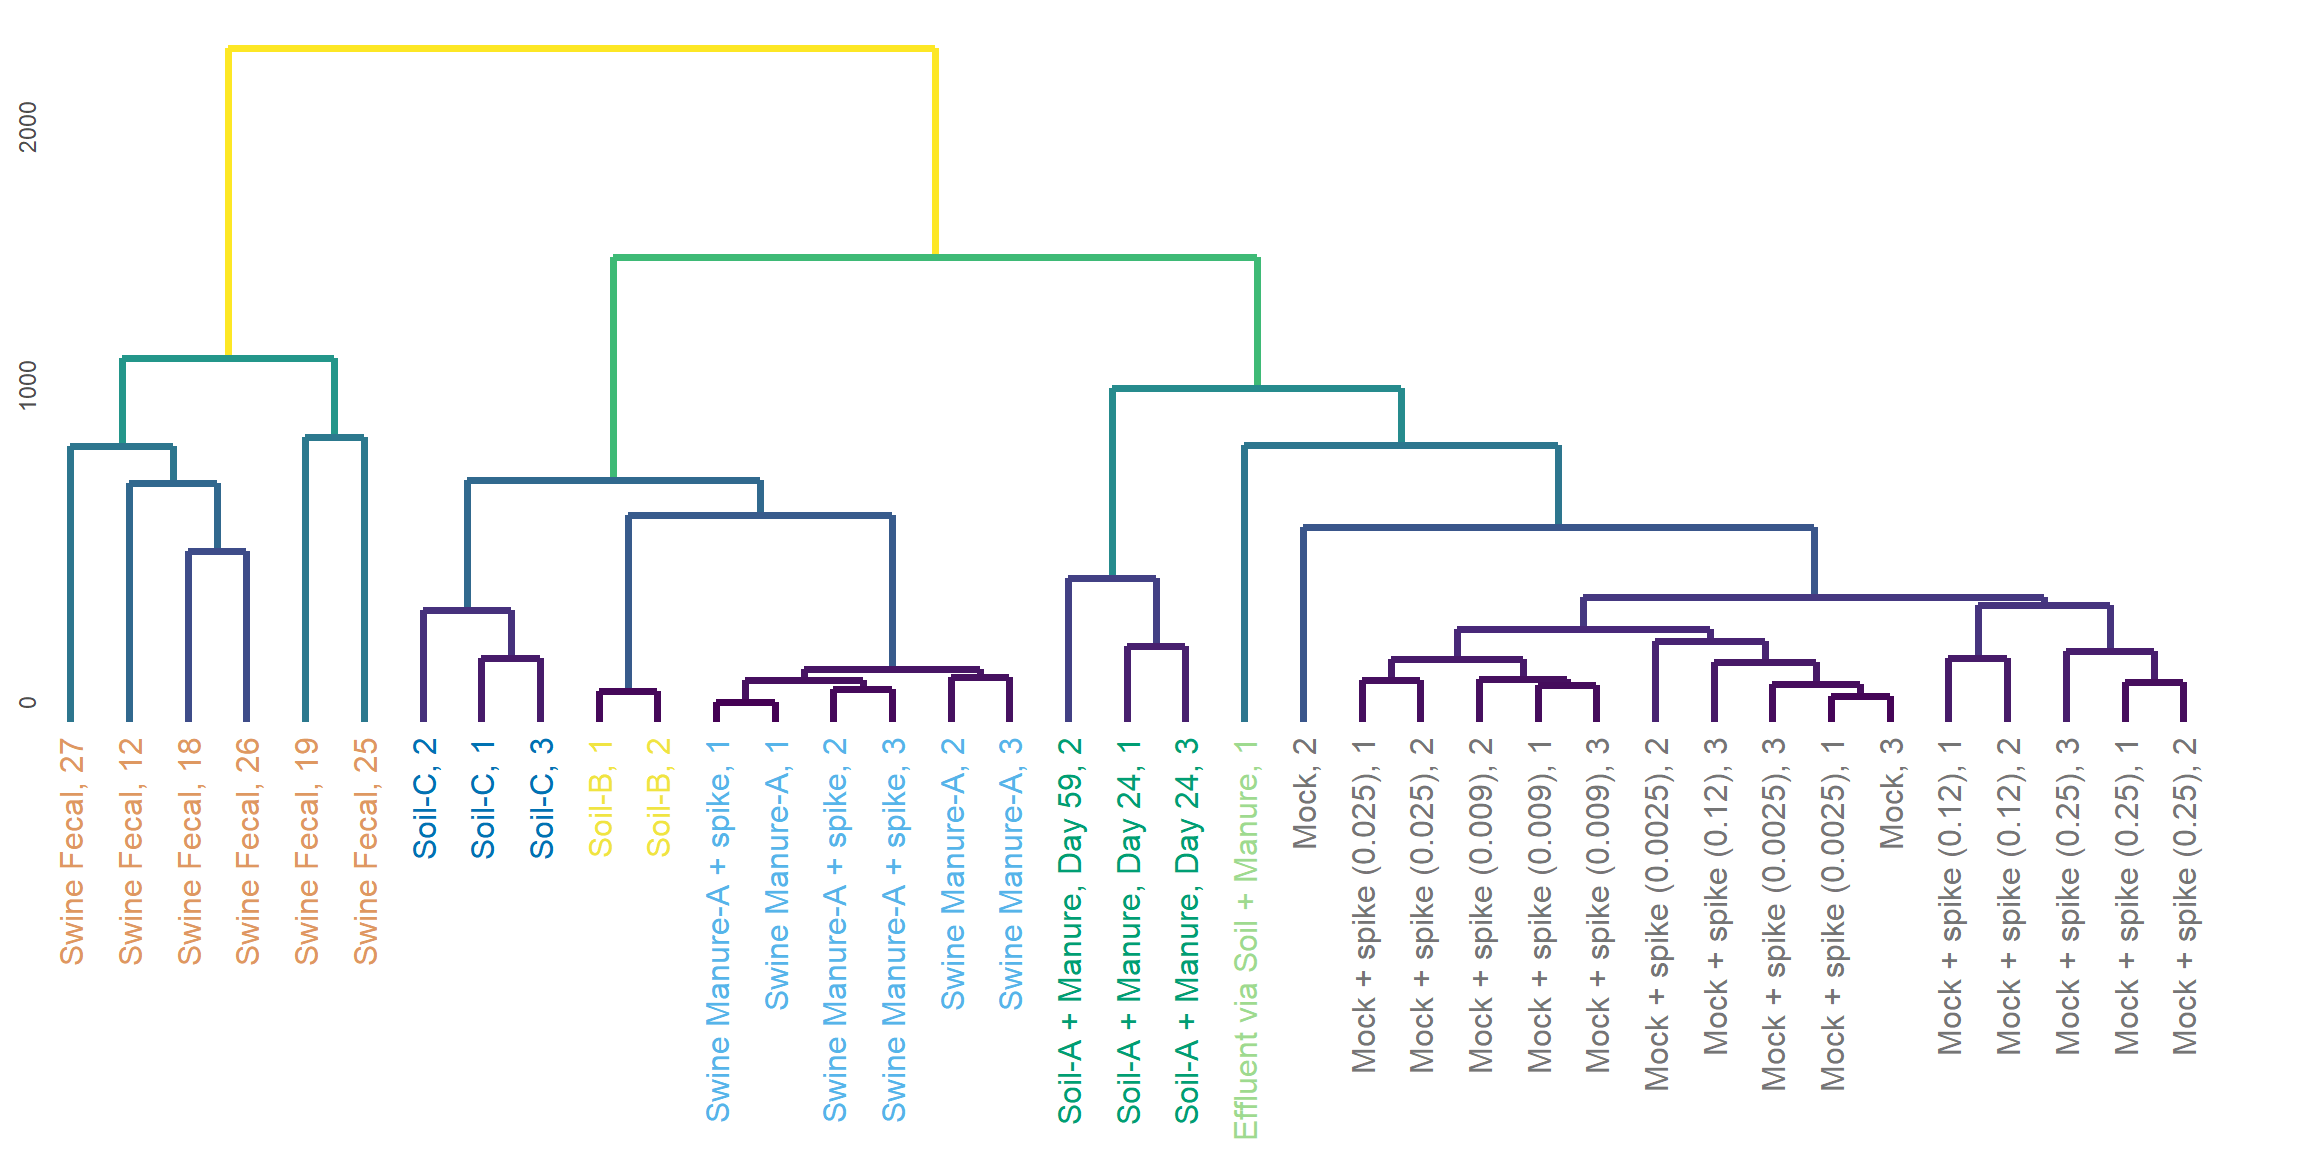 2000
1000
0
Swine Fecal, 27
Swine Fecal, 12
Swine Fecal, 18
Swine Fecal, 26
Swine Fecal, 19
Swine Fecal, 25
Soil-C, 2
Soil-C, 1
Soil-C, 3
Soil-B, 1
Soil-B, 2
Swine Manure-A + spike, 1
Swine Manure-A, 1
Swine Manure-A + spike, 2
Swine Manure-A + spike, 3
Swine Manure-A, 2
Swine Manure-A, 3
Soil-A + Manure, Day 59, 2
Soil-A + Manure, Day 24, 1
Soil-A + Manure, Day 24, 3
Effluent via Soil + Manure, 1
Mock, 2
Mock + spike (0.025), 1
Mock + spike (0.025), 2
Mock + spike (0.009), 2
Mock + spike (0.009), 1
Mock + spike (0.009), 3
Mock + spike (0.0025), 2
Mock + spike (0.12), 3
Mock + spike (0.0025), 3
Mock + spike (0.0025), 1
Mock, 3
Mock + spike (0.12), 1
Mock + spike (0.12), 2
Mock + spike (0.25), 3
Mock + spike (0.25), 1
Mock + spike (0.25), 2